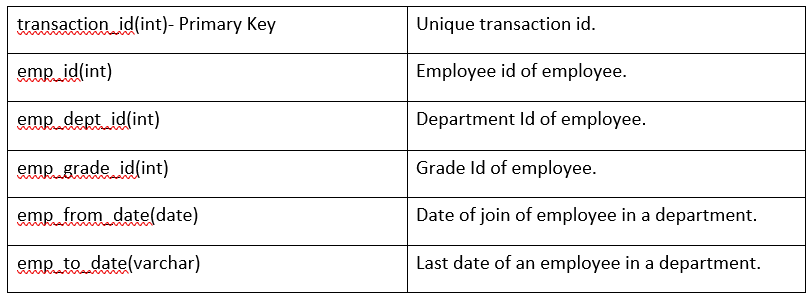 transaction_id(int)- Primary Key
Unique transaction id.
emp_id(int)
Employee id of employee.
emp_dept_id(int)
Department Id of employee.
emp_grade_id(int)
Grade Id of employee.
emp_from_date(date)
Date of join of employee in a department.
emp_to_date(varchar)
Last date of an employee in a department.